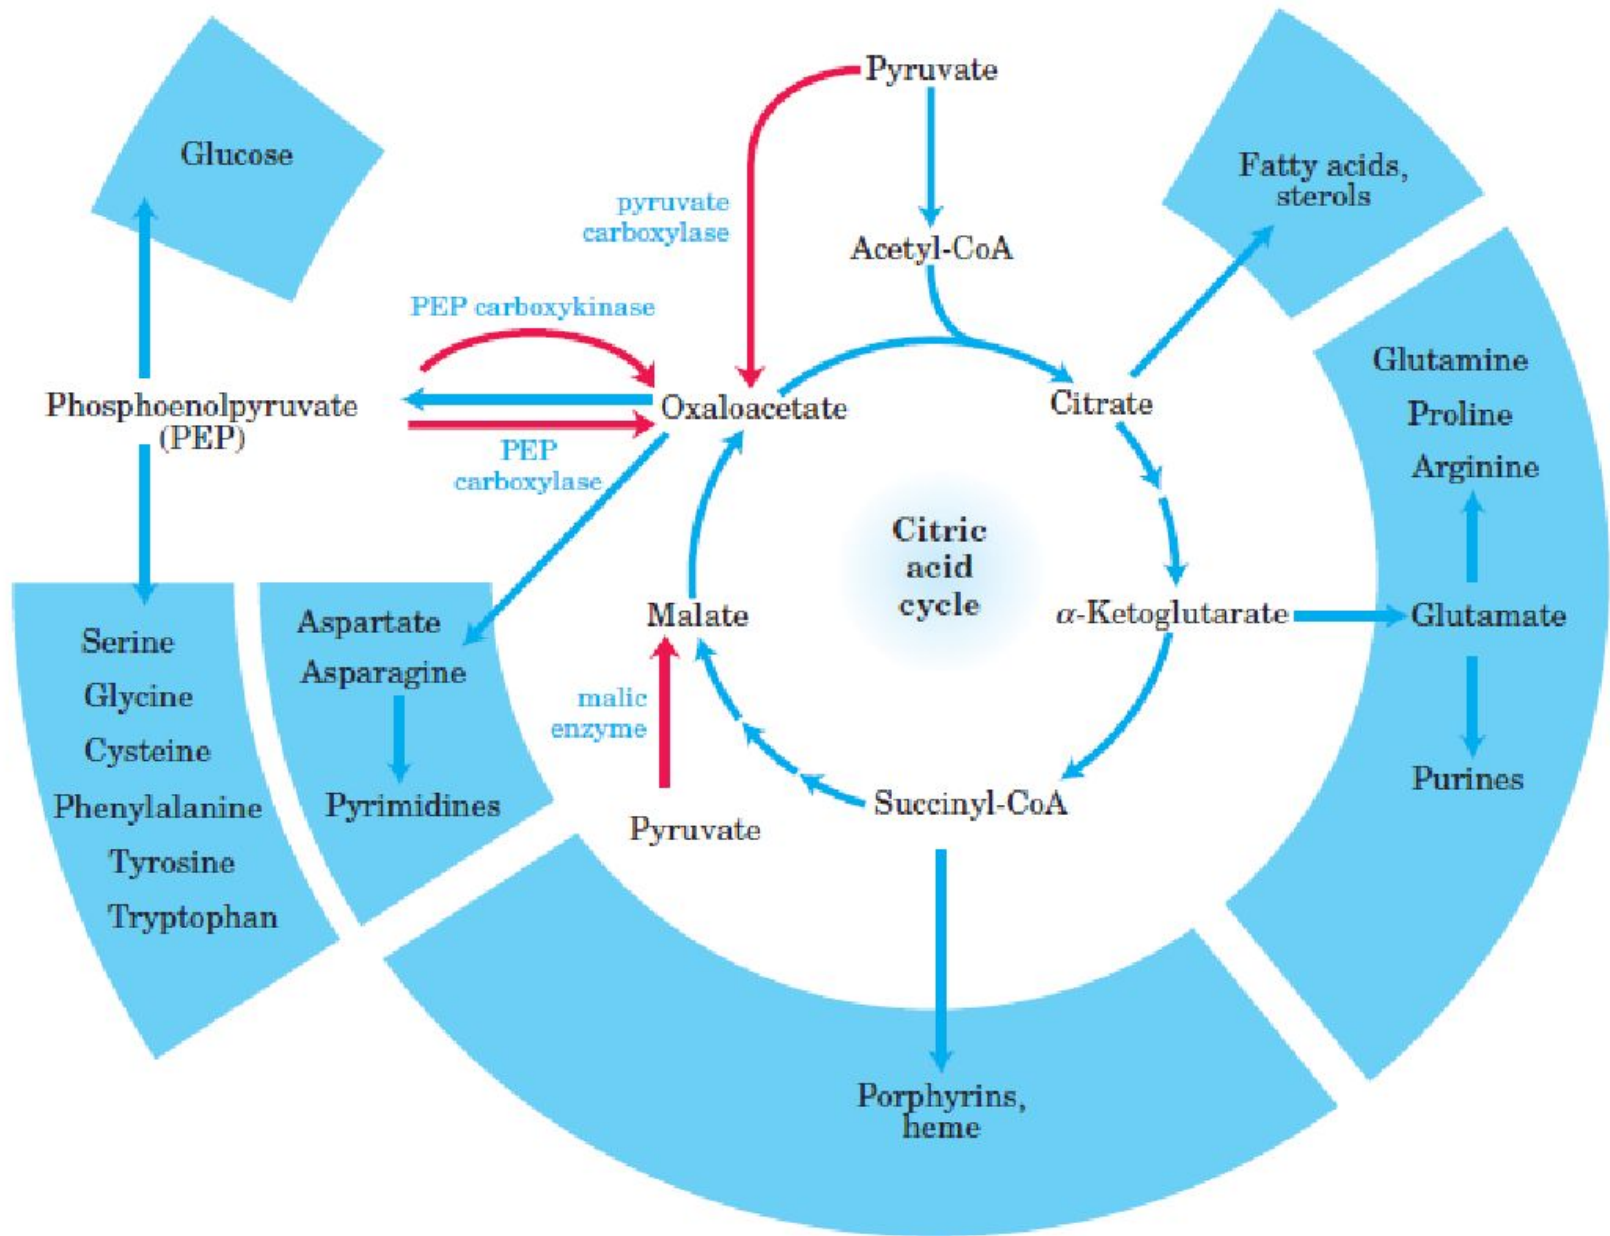 Pyruvate
Glucose
Fatty acids,
sterols
pyruvate
carboxylase
Acetyl-CoA
PEP carboxykinase
Phosphoenolpyruvate
(PEP)
Oxaloacetate
Citrate
PEP
carboxylase
Glutamine
Proline
Arginine
Citric
acid
cycle
Malate
α-Ketoglutarate
Glutamate
Purines
Aspartate
Asparagine
Pyrimidines
Serine
Glycine
Cysteine
Phenylalanine
Tyrosine
Tryptophan
malic
enzyme
Pyruvate
Succinyl-CoA
Porphyrins,
heme